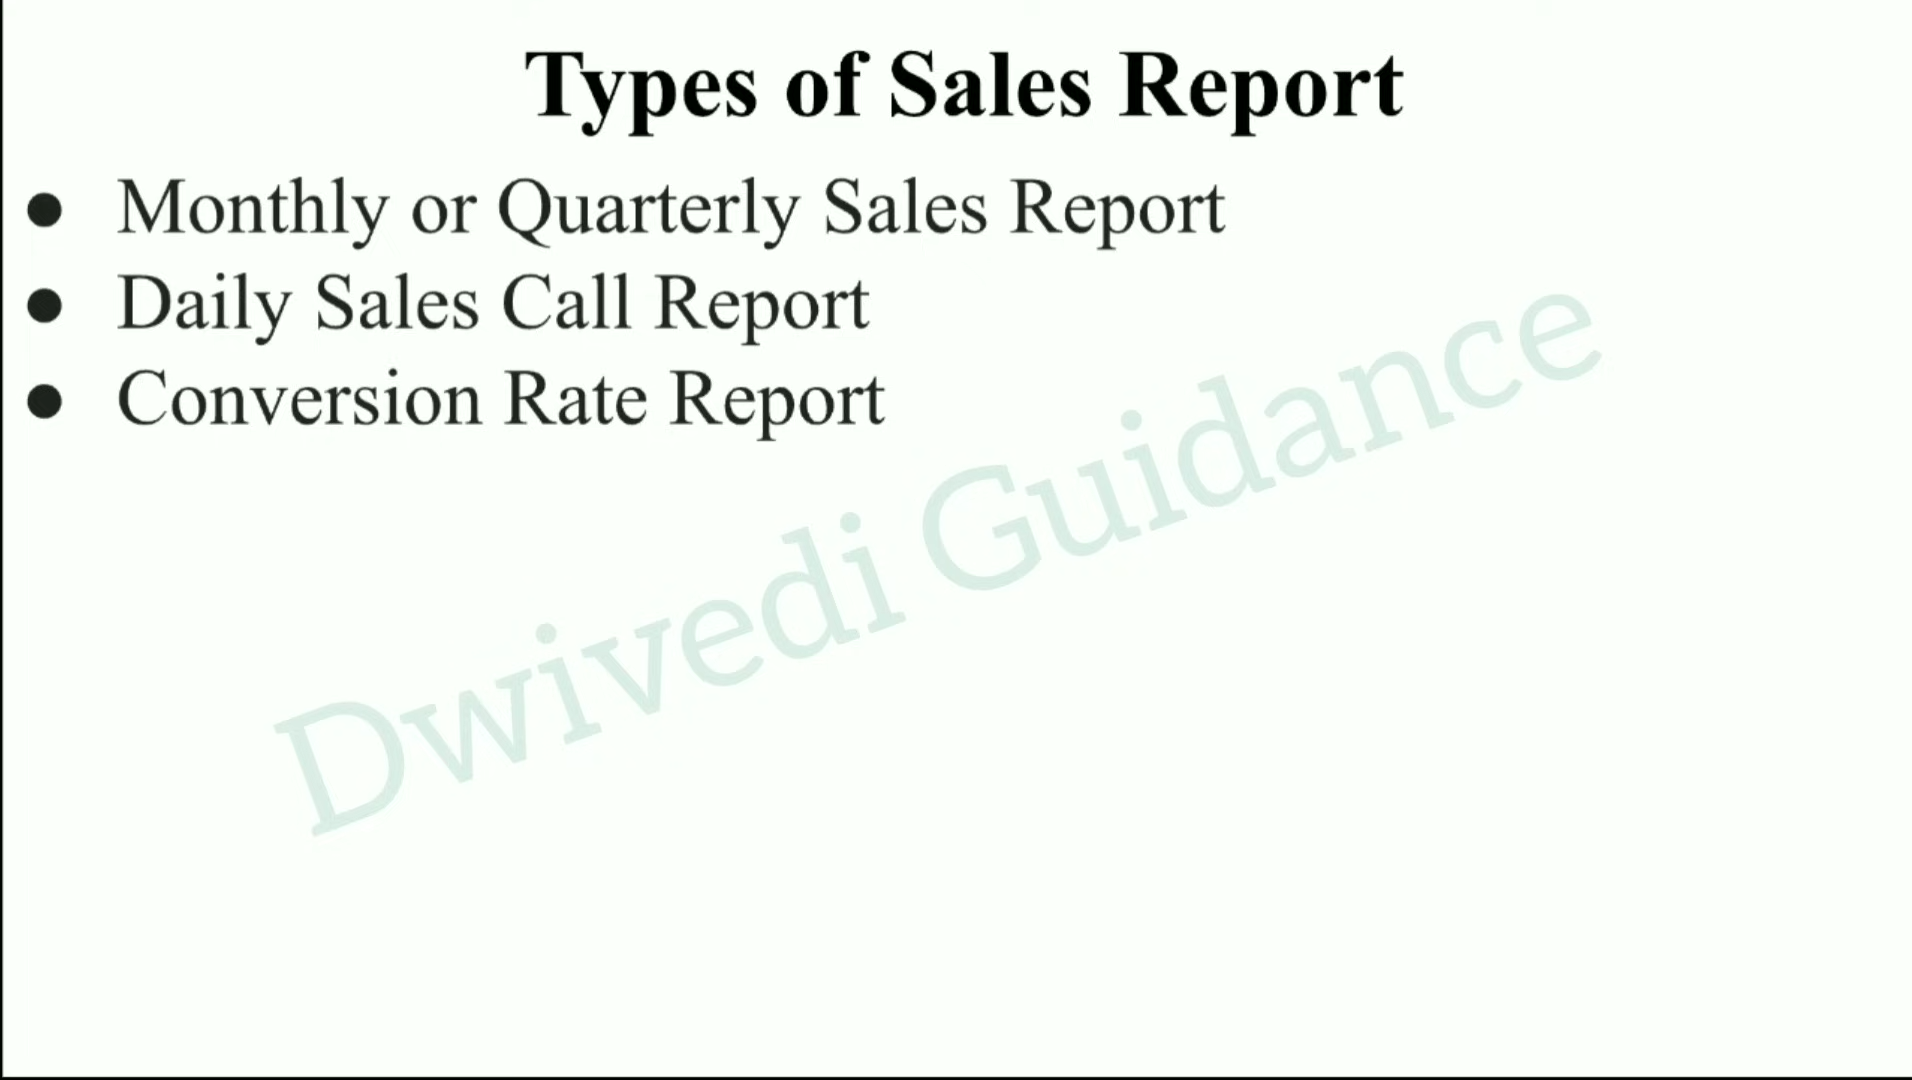 Types of Sales Report
● Monthly or Quarterly Sales Report
● Daily Sales Call Report
● Conversion Rate Report
Dwivedi Guidance